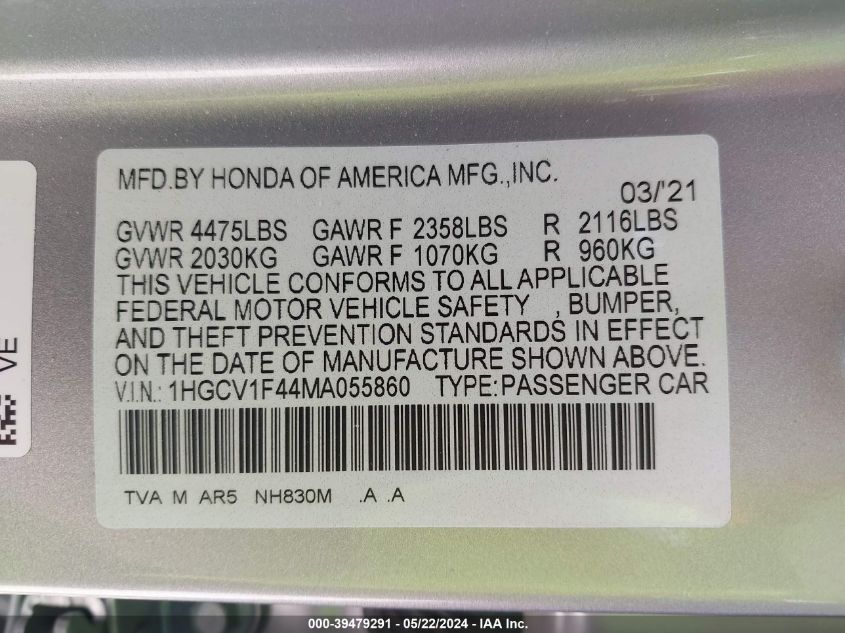 MFD.BY HONDA OF AMERICA MFG.,INC.
03/'21
GVWR 4475LBS GAWR F 2358LBS R 2116LBS
GVWR 2030KG GAWR F 1070KG R 960KG
THIS VEHICLE CONFORMS TO ALL APPLICABLE
FEDERAL MOTOR VEHICLE SAFETY , BUMPER,
AND THEFT PREVENTION STANDARDS IN EFFECT
ON THE DATE OF MANUFACTURE SHOWN ABOVE.
V.I.N.: 1HGCV1F44MA055860 TYPE:PASSENGER CAR
TVA M AR5 NH830M .A .A
VE
000-39479291 - 05/22/2024 - IAA Inc.